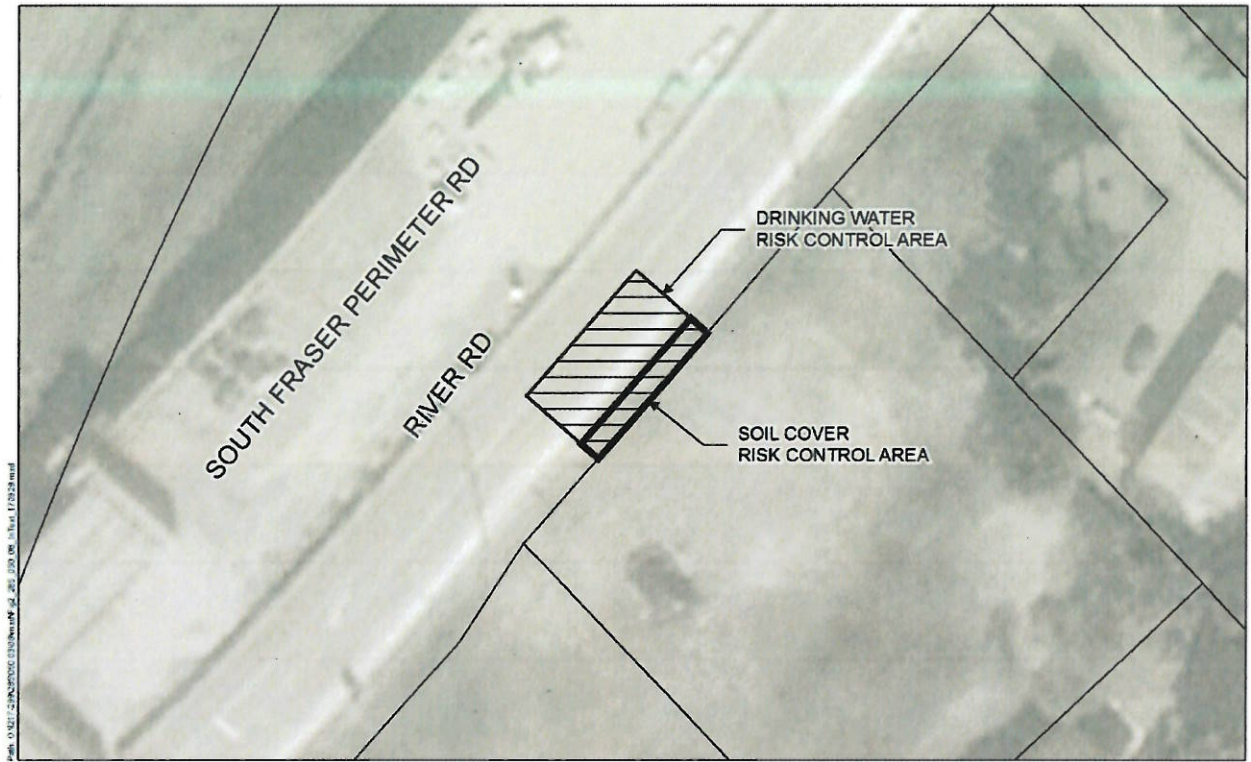 SOUTH FRASER PERIMETER RD
RIVER RD
DRINKING WATER
RISK CONTROL AREA
SOIL COVER
RISK CONTROL AREA